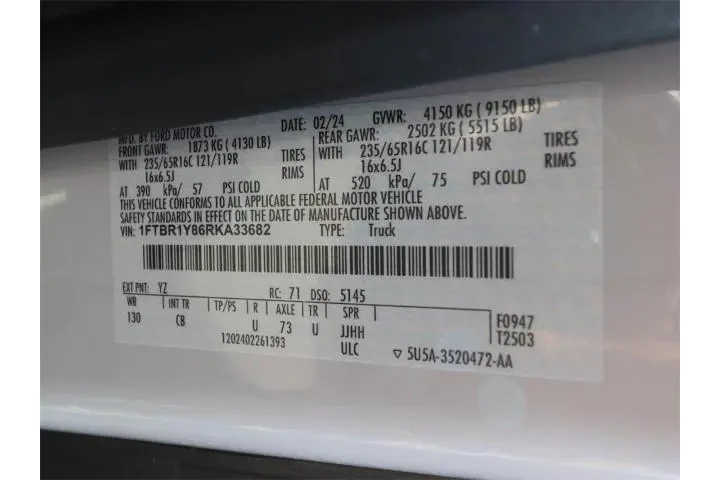 MFD. BY FORD MOTOR CO.
DATE: 02/24 GVWR: 4150 KG ( 9150 LB)
FRONT GAWR: 1873 KG ( 4130 LB) REAR GAWR: 2502 KG ( 5515 LB)
WITH 235/65R16C 121/119R TIRES WITH 235/65R16C 121/119R TIRES
16x6.5J RIMS 16x6.5J RIMS
AT 390 kPa/ 57 PSI COLD AT 520 kPa/ 75 PSI COLD
THIS VEHICLE CONFORMS TO ALL APPLICABLE FEDERAL MOTOR VEHICLE
SAFETY STANDARDS IN EFFECT ON THE DATE OF MANUFACTURE SHOWN ABOVE.
VIN: 1FTBR1Y86RKA33682 TYPE: Truck
EXT PNT: YZ RC: 71 DSO: 5145
WB INT TR TP/PS R AXLE TR SPR
130 CB U 73 U JJHH
1202402261393 ULC
F0947
T2503
▽ 5U5A-3520472-AA